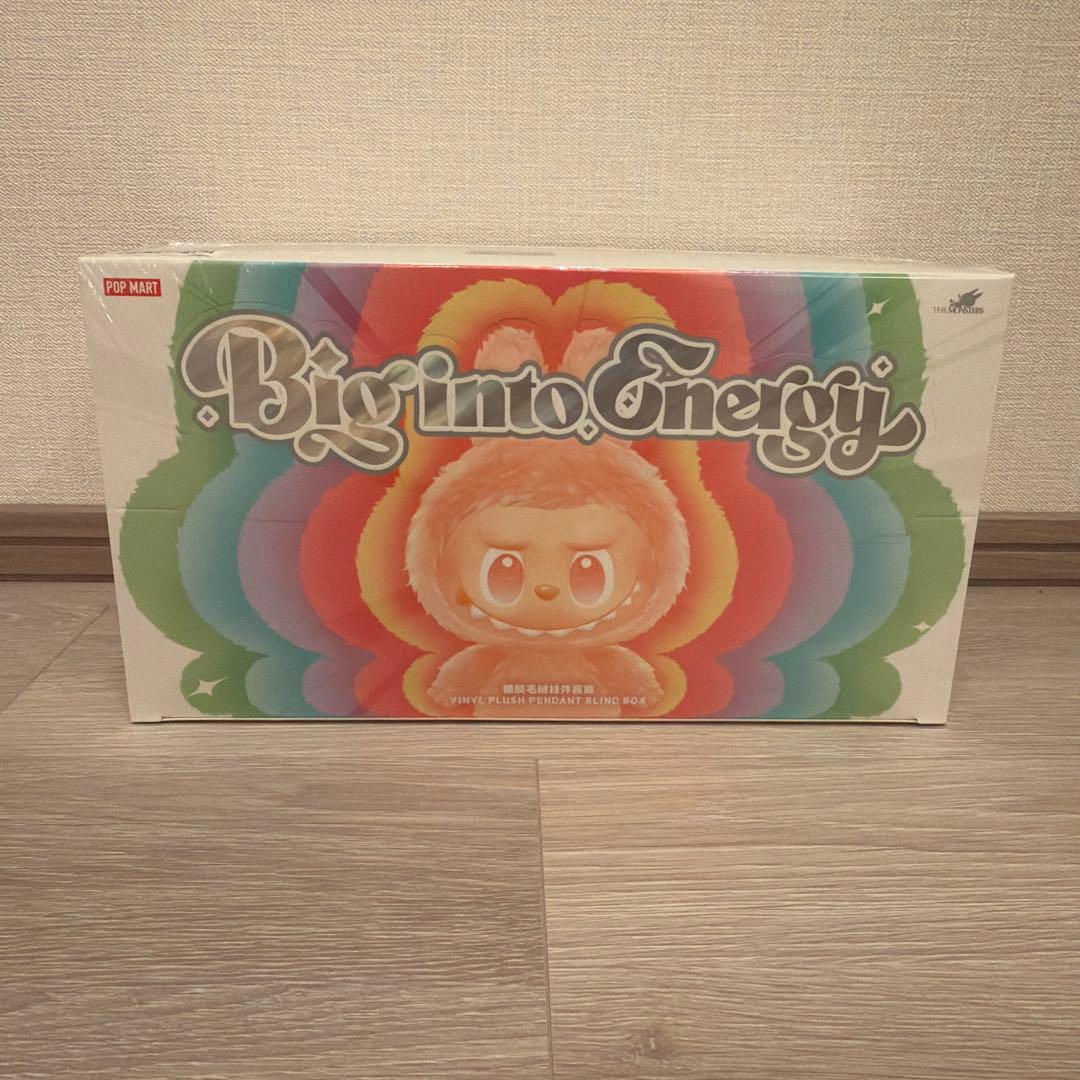 POP MART
THE MONSTERS
Big into Energy
搪胶毛绒挂件盲盒
VINYL PLUSH PENDANT BLIND BOX